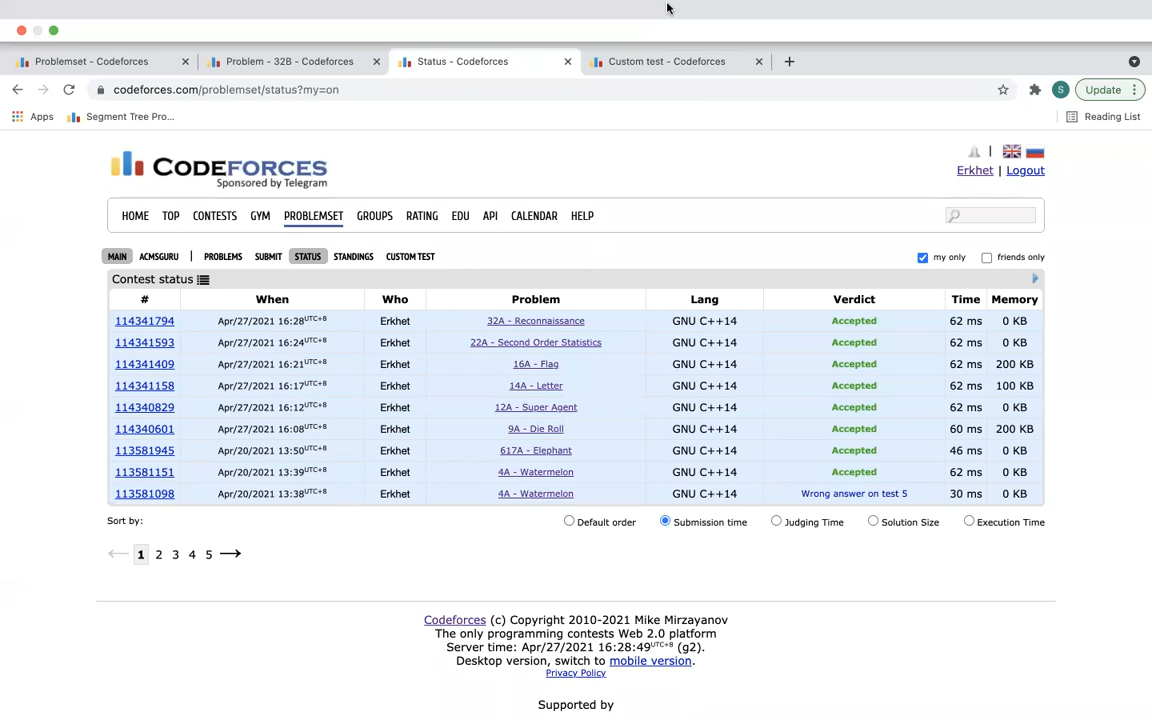 Problemset - Codeforces
Problem - 32B - Codeforces
Status - Codeforces
Custom test - Codeforces
codeforces.com/problemset/status?my=on
S
Update
Apps
Segment Tree Pro...
Reading List
CODEFORCES
Sponsored by Telegram
|
Erkhet | Logout
HOME TOP CONTESTS GYM PROBLEMSET GROUPS RATING EDU API CALENDAR HELP
MAIN ACMSGURU | PROBLEMS SUBMIT STATUS STANDINGS CUSTOM TEST
my only friends only
Contest status
# When Who Problem Lang Verdict Time Memory
114341794 Apr/27/2021 16:28UTC+8 Erkhet 32A - Reconnaissance GNU C++14 Accepted 62 ms 0 KB
114341593 Apr/27/2021 16:24UTC+8 Erkhet 22A - Second Order Statistics GNU C++14 Accepted 62 ms 0 KB
114341409 Apr/27/2021 16:21UTC+8 Erkhet 16A - Flag GNU C++14 Accepted 62 ms 200 KB
114341158 Apr/27/2021 16:17UTC+8 Erkhet 14A - Letter GNU C++14 Accepted 62 ms 100 KB
114340829 Apr/27/2021 16:12UTC+8 Erkhet 12A - Super Agent GNU C++14 Accepted 62 ms 0 KB
114340601 Apr/27/2021 16:08UTC+8 Erkhet 9A - Die Roll GNU C++14 Accepted 60 ms 200 KB
113581945 Apr/20/2021 13:50UTC+8 Erkhet 617A - Elephant GNU C++14 Accepted 46 ms 0 KB
113581151 Apr/20/2021 13:39UTC+8 Erkhet 4A - Watermelon GNU C++14 Accepted 62 ms 0 KB
113581098 Apr/20/2021 13:38UTC+8 Erkhet 4A - Watermelon GNU C++14 Wrong answer on test 5 30 ms 0 KB
Sort by: Default order Submission time Judging Time Solution Size Execution Time
← 1 2 3 4 5 →
Codeforces (c) Copyright 2010-2021 Mike Mirzayanov
The only programming contests Web 2.0 platform
Server time: Apr/27/2021 16:28:49UTC+8 (g2).
Desktop version, switch to mobile version.
Privacy Policy
Supported by